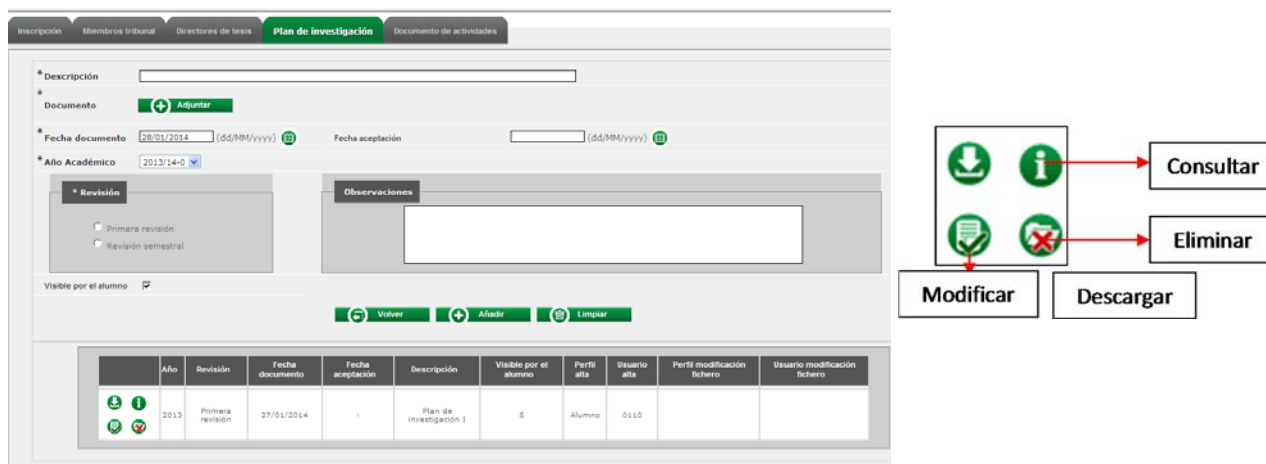 Inscripción Miembros tribunal Directores de tesis Plan de investigación Documento de actividades
* Descripción
*
Documento Adjuntar
* Fecha documento 28/01/2014 (dd/MM/yyyy) Fecha aceptación (dd/MM/yyyy)
* Año Académico 2013/14-0
* Revisión
Primera revisión
Revisión semestral
Observaciones
Visible por el alumno
Volver Añadir Limpiar
Año Revisión Fecha documento Fecha aceptación Descripción Visible por el alumno Perfil alta Usuario alta Perfil modificación fichero Usuario modificación fichero
2013 Primera revisión 27/01/2014 - Plan de investigación I S Alumno 0110
Consultar
Eliminar
Modificar
Descargar